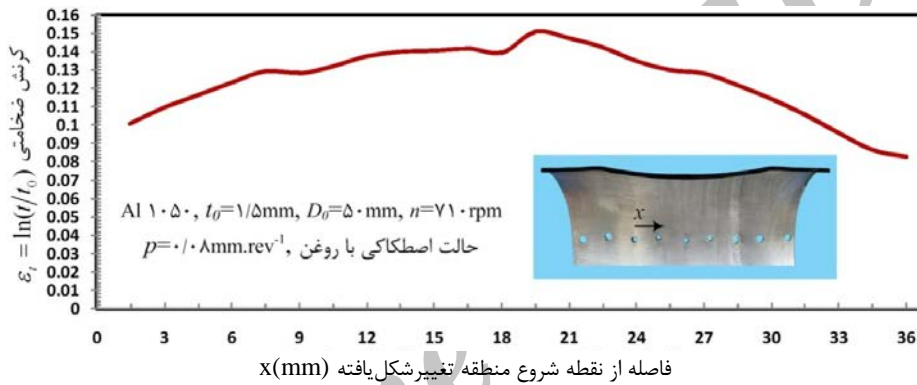 0.16
0.15
0.14
0.13
0.12
0.11
0.1
0.09
0.08
0.07
0.06
0.05
0.04
0.03
0.02
0.01
0
کرنش ضخامتی εt = ln(t/t0)
Al ۱۰۵۰, t0=۱/۵mm, D0=۵۰mm, n=۷۱۰rpm
حالت اصطکاکی با روغن, p=۰/۰۸mm.rev-1
x
0 3 6 9 12 15 18 21 24 27 30 33 36
فاصله از نقطه شروع منطقه تغییرشکل‌یافته x(mm)